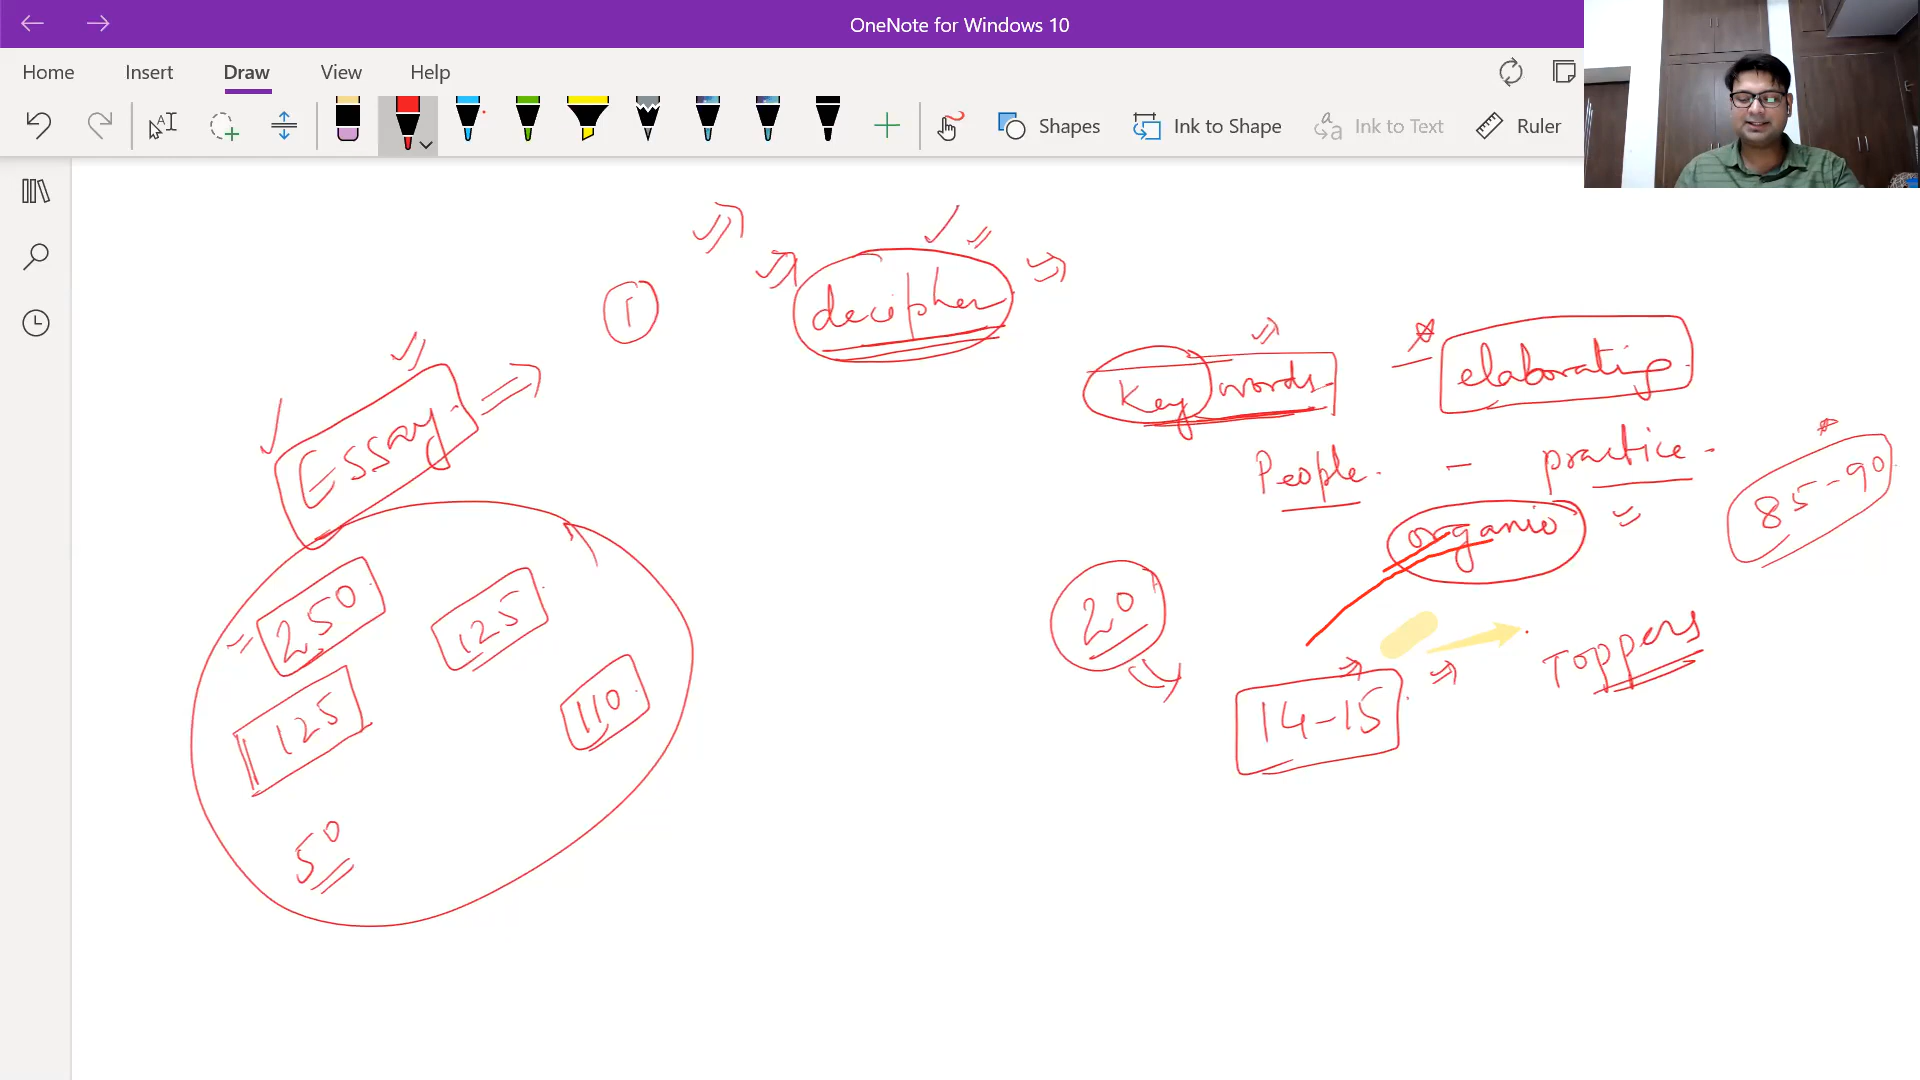 OneNote for Windows 10
Home Insert Draw View Help
Shapes Ink to Shape Ink to Text Ruler
1
decipher
Key words
elaborating
Essay
People - practice
85-90
organic
20
250
125
Toppers
125
110
14-15
50